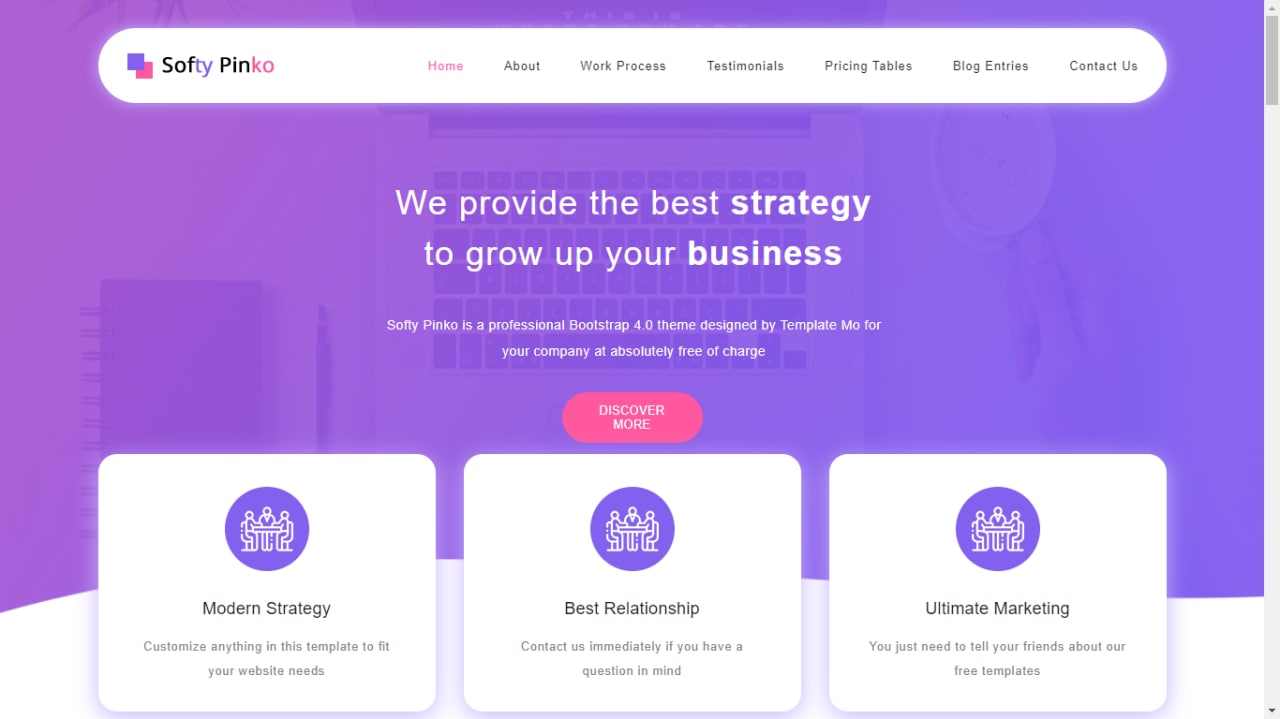 THIS IS
Softy Pinko
Home
About
Work Process
Testimonials
Pricing Tables
Blog Entries
Contact Us
We provide the best strategy
to grow up your business
Softy Pinko is a professional Bootstrap 4.0 theme designed by Template Mo for
your company at absolutely free of charge
DISCOVER
MORE
Modern Strategy
Customize anything in this template to fit
your website needs
Best Relationship
Contact us immediately if you have a
question in mind
Ultimate Marketing
You just need to tell your friends about our
free templates